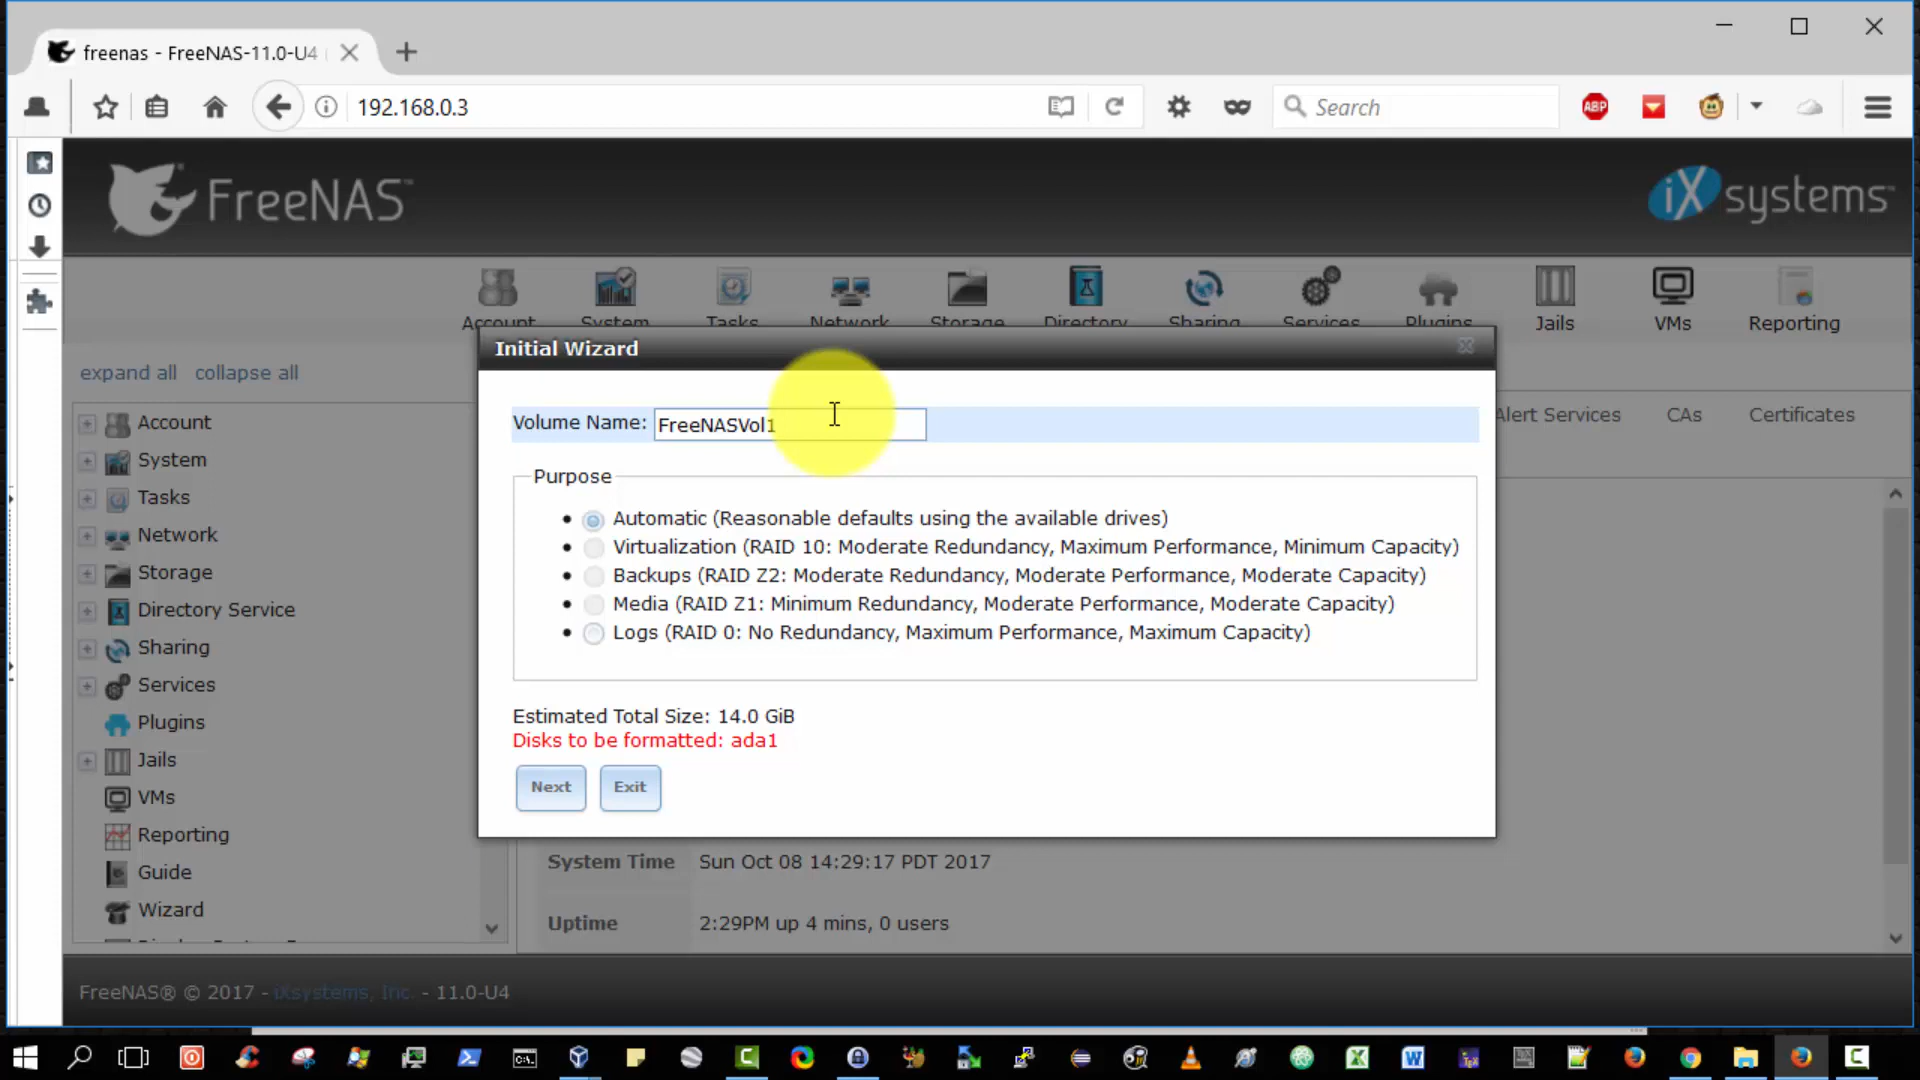 freenas - FreeNAS-11.0-U4
192.168.0.3
Search
ABP
FreeNAS™
iXsystems™
Account
System
Tasks
Network
Storage
Directory
Sharing
Services
Plugins
Jails
VMs
Reporting
Initial Wizard
expand all collapse all
Alert Services
CAs
Certificates
Volume Name: FreeNASVol1
Purpose
Automatic (Reasonable defaults using the available drives)
Virtualization (RAID 10: Moderate Redundancy, Maximum Performance, Minimum Capacity)
Backups (RAID Z2: Moderate Redundancy, Moderate Performance, Moderate Capacity)
Media (RAID Z1: Minimum Redundancy, Moderate Performance, Moderate Capacity)
Logs (RAID 0: No Redundancy, Maximum Performance, Maximum Capacity)
Estimated Total Size: 14.0 GiB
Disks to be formatted: ada1
Next
Exit
Account
System
Tasks
Network
Storage
Directory Service
Sharing
Services
Plugins
Jails
VMs
Reporting
Guide
Wizard
System Time Sun Oct 08 14:29:17 PDT 2017
Uptime 2:29PM up 4 mins, 0 users
FreeNAS® © 2017 - iXsystems, Inc. - 11.0-U4